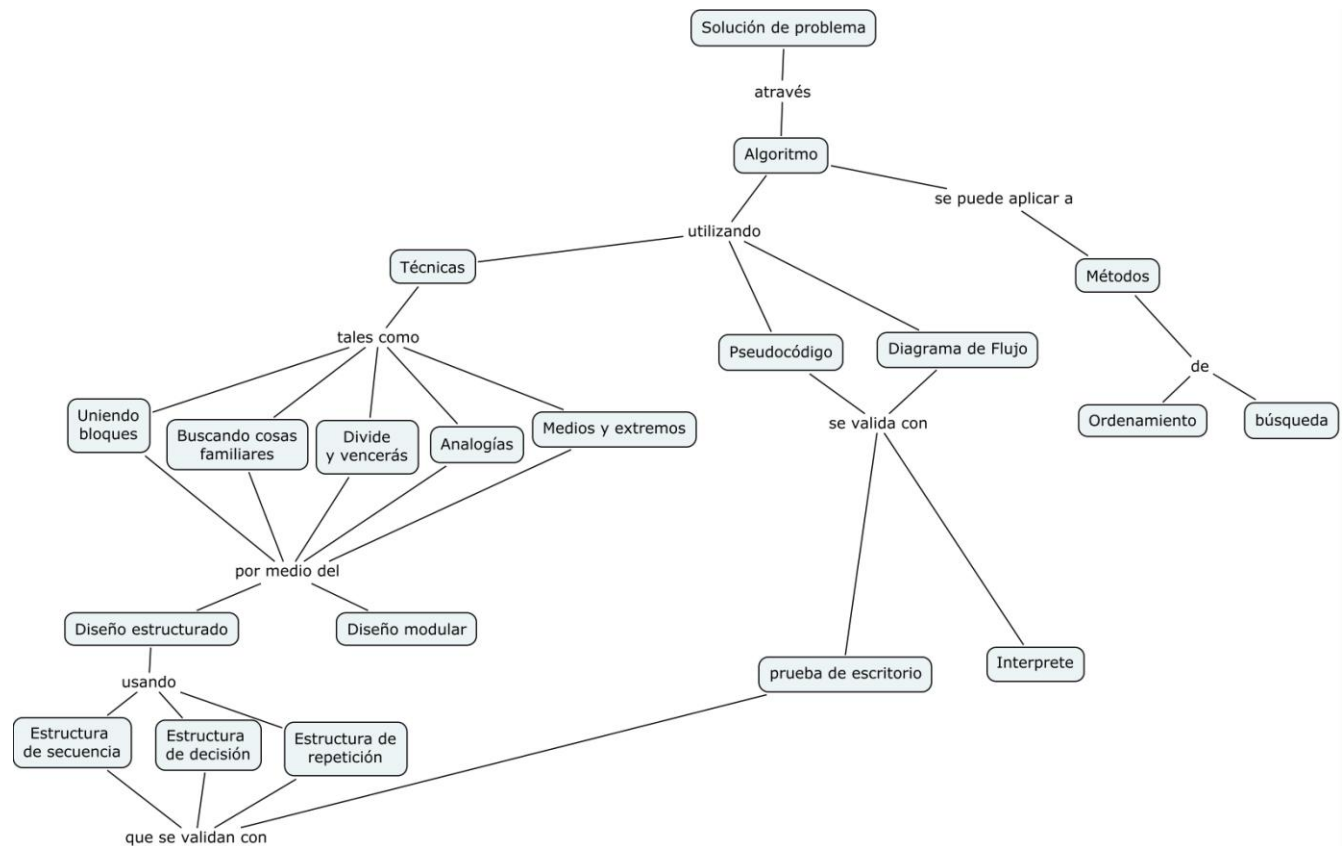 Solución de problema
através
Algoritmo
se puede aplicar a
utilizando
Técnicas
Métodos
tales como
Pseudocódigo
Diagrama de Flujo
de
Uniendo
bloques
Buscando cosas
familiares
Divide
y vencerás
Analogías
Medios y extremos
se valida con
Ordenamiento
búsqueda
por medio del
Diseño estructurado
Diseño modular
prueba de escritorio
Interprete
usando
Estructura
de secuencia
Estructura
de decisión
Estructura de
repetición
que se validan con